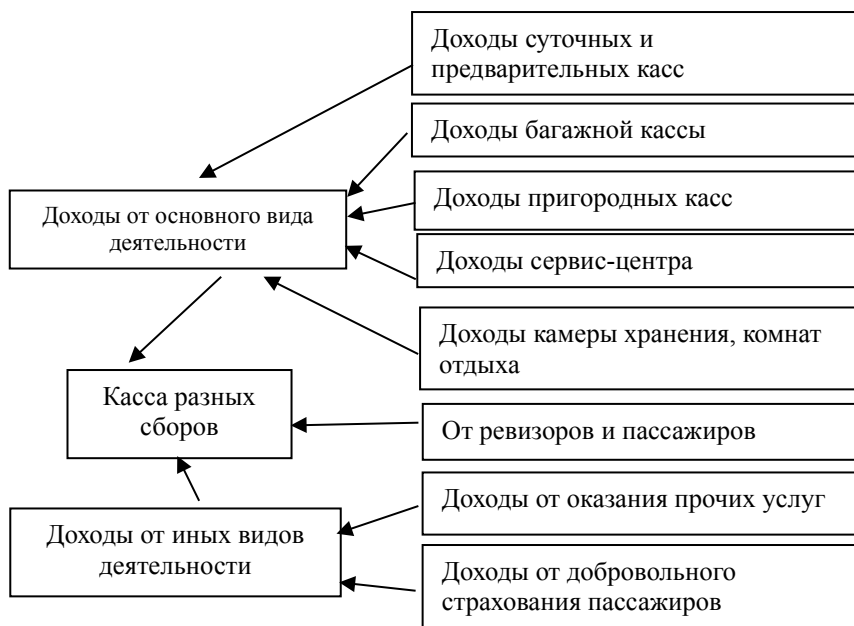 Доходы суточных и
предварительных касс
Доходы багажной кассы
Доходы пригородных касс
Доходы от основного вида
деятельности
Доходы сервис-центра
Доходы камеры хранения, комнат
отдыха
Касса разных
сборов
От ревизоров и пассажиров
Доходы от оказания прочих услуг
Доходы от иных видов
деятельности
Доходы от добровольного
страхования пассажиров